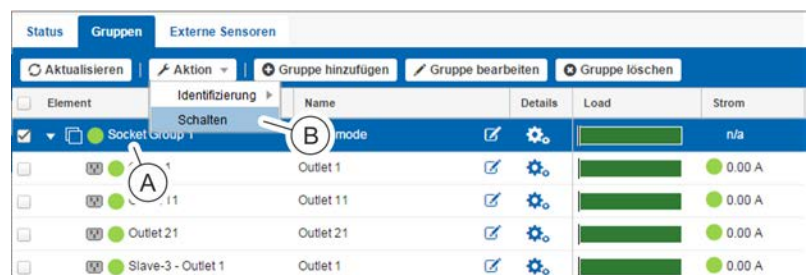 Status Gruppen Externe Sensoren
Aktualisieren Aktion Gruppe hinzufügen Gruppe bearbeiten Gruppe löschen
Element Identifizierung Name Details Load Strom
Schalten
B
Socket Group 1 mode n/a
A
1 Outlet 1 0.00 A
11 Outlet 11 0.00 A
Outlet 21 Outlet 21 0.00 A
Slave-3 - Outlet 1 Outlet 1 0.00 A